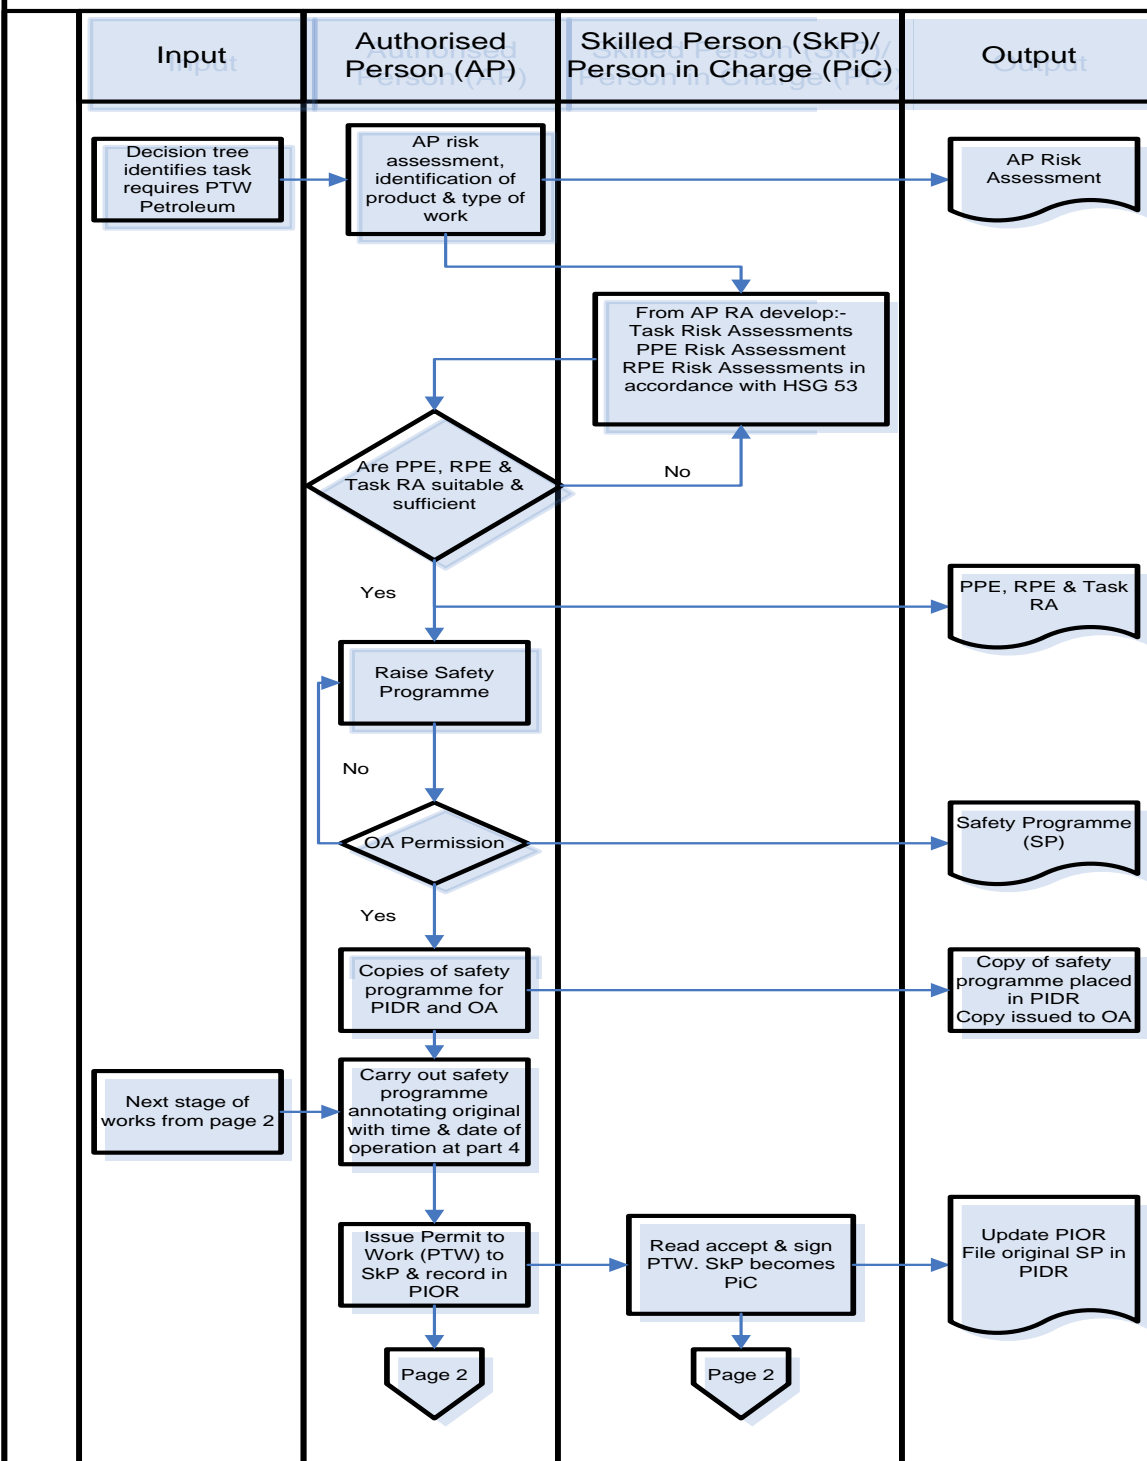 Input
Authorised
Person (AP)
Skilled Person (SkP)/
Person in Charge (PiC)
Output
Decision tree
identifies task
requires PTW
Petroleum
AP risk
assessment,
identification of
product & type of
work
AP Risk
Assessment
From AP RA develop:-
Task Risk Assessments
PPE Risk Assessment
RPE Risk Assessments in
accordance with HSG 53
Are PPE, RPE &
Task RA suitable &
sufficient
No
Yes
PPE, RPE & Task
RA
Raise Safety
Programme
No
OA Permission
Safety Programme
(SP)
Yes
Copies of safety
programme for
PIDR and OA
Copy of safety
programme placed
in PIDR
Copy issued to OA
Next stage of
works from page 2
Carry out safety
programme
annotating original
with time & date of
operation at part 4
Issue Permit to
Work (PTW) to
SkP & record in
PIOR
Read accept & sign
PTW. SkP becomes
PiC
Update PIOR
File original SP in
PIDR
Page 2
Page 2